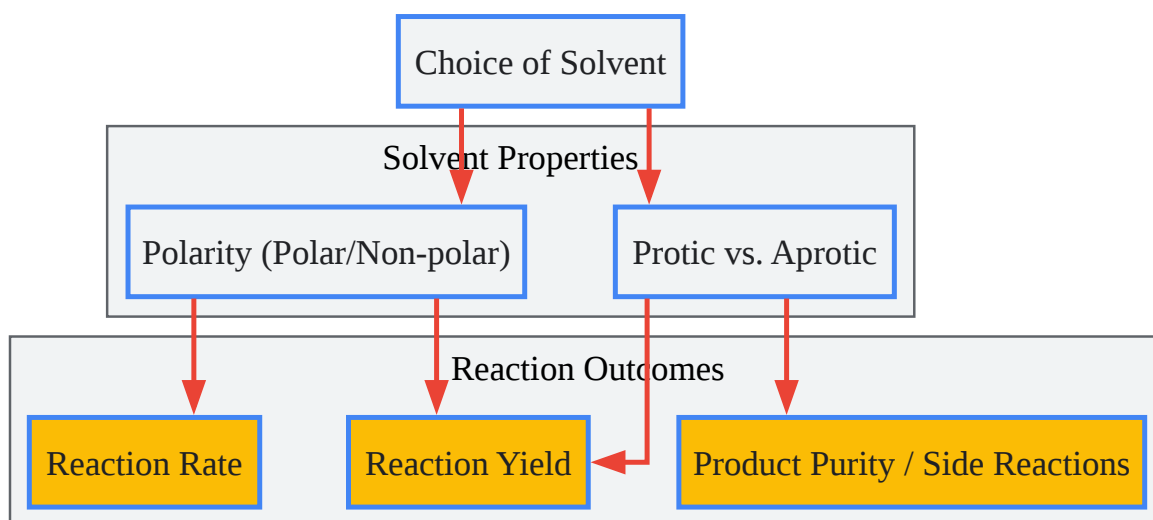 Choice of Solvent
Solvent Properties
Polarity (Polar/Non-polar)
Protic vs. Aprotic
Reaction Outcomes
Reaction Rate
Reaction Yield
Product Purity / Side Reactions